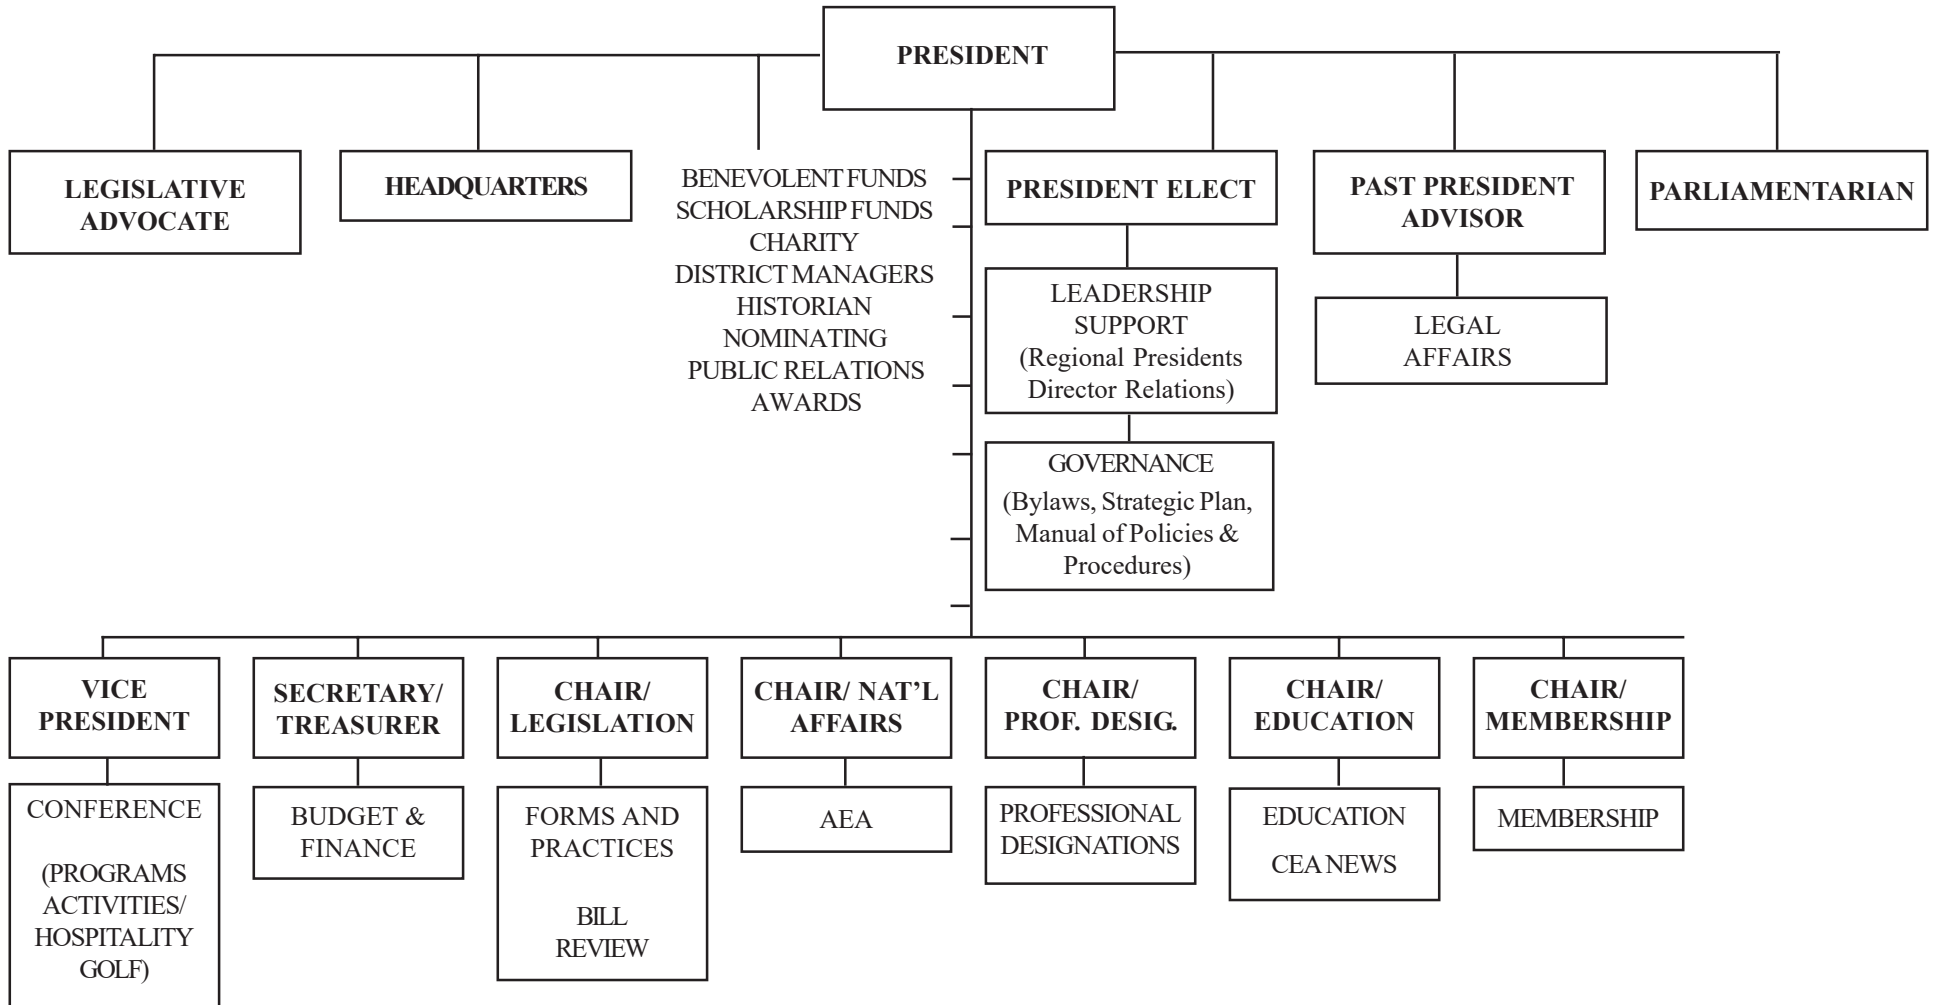 PRESIDENT
LEGISLATIVE
ADVOCATE
HEADQUARTERS
BENEVOLENT FUNDS
SCHOLARSHIP FUNDS
CHARITY
DISTRICT MANAGERS
HISTORIAN
NOMINATING
PUBLIC RELATIONS
AWARDS
PRESIDENT ELECT
LEADERSHIP
SUPPORT
(Regional Presidents
Director Relations)
GOVERNANCE
(Bylaws, Strategic Plan,
Manual of Policies &
Procedures)
PAST PRESIDENT
ADVISOR
LEGAL
AFFAIRS
PARLIAMENTARIAN
VICE
PRESIDENT
CONFERENCE
(PROGRAMS
ACTIVITIES/
HOSPITALITY
GOLF)
SECRETARY/
TREASURER
BUDGET &
FINANCE
CHAIR/
LEGISLATION
FORMS AND
PRACTICES
BILL
REVIEW
CHAIR/ NAT’L
AFFAIRS
AEA
CHAIR/
PROF. DESIG.
PROFESSIONAL
DESIGNATIONS
CHAIR/
EDUCATION
EDUCATION
CEA NEWS
CHAIR/
MEMBERSHIP
MEMBERSHIP